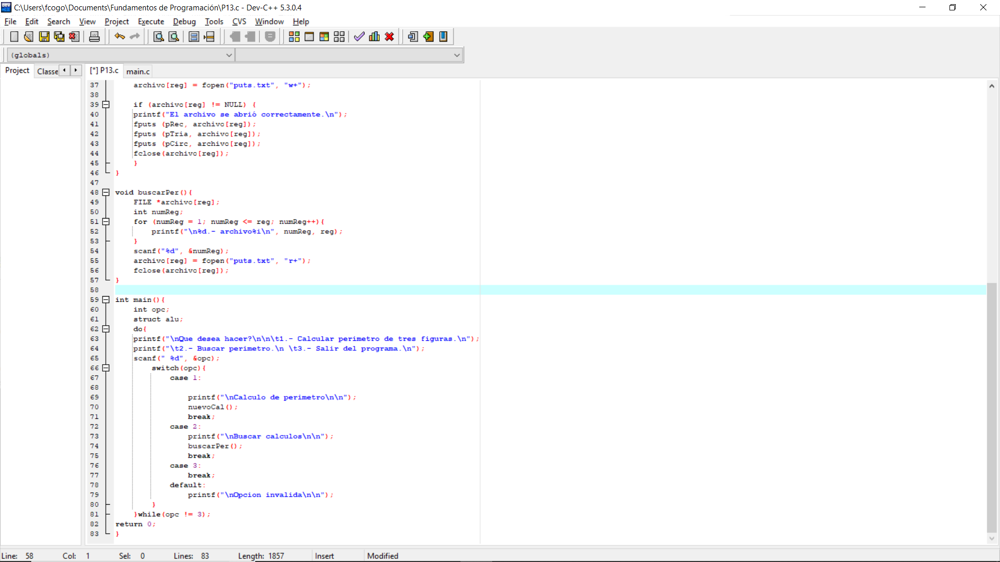 C:\Users\fcogo\Documents\Fundamentos de Programación\P13.c - Dev-C++ 5.3.0.4
File Edit Search View Project Execute Debug Tools CVS Window Help
(globals)
Project Classe [*] P13.c main.c
37 archivo[reg] = fopen("puts.txt", "w+");
38
39 if (archivo[reg] != NULL) {
40 printf("El archivo se abrió correctamente.\n");
41 fputs (pRec, archivo[reg]);
42 fputs (pTria, archivo[reg]);
43 fputs (pCirc, archivo[reg]);
44 fclose(archivo[reg]);
45 }
46 }
47
48 void buscarPer(){
49 FILE *archivo[reg];
50 int numReg;
51 for (numReg = 1; numReg <= reg; numReg++){
52 printf("\n%d.- archivo%i\n", numReg, reg);
53 }
54 scanf("%d", &numReg);
55 archivo[reg] = fopen("puts.txt", "r+");
56 fclose(archivo[reg]);
57 }
58
59 int main(){
60 int opc;
61 struct alu;
62 do{
63 printf("\nQue desea hacer?\n\n\t1.- Calcular perimetro de tres figuras.\n");
64 printf("\t2.- Buscar perimetro.\n \t3.- Salir del programa.\n");
65 scanf(" %d", &opc);
66 switch(opc){
67 case 1:
68
69 printf("\nCalculo de perimetro\n\n");
70 nuevoCal();
71 break;
72 case 2:
73 printf("\nBuscar calculos\n\n");
74 buscarPer();
75 break;
76 case 3:
77 break;
78 default:
79 printf("\nOpcion invalida\n\n");
80 }
81 }while(opc != 3);
82 return 0;
83 }
Line: 58 Col: 1 Sel: 0 Lines: 83 Length: 1857 Insert Modified